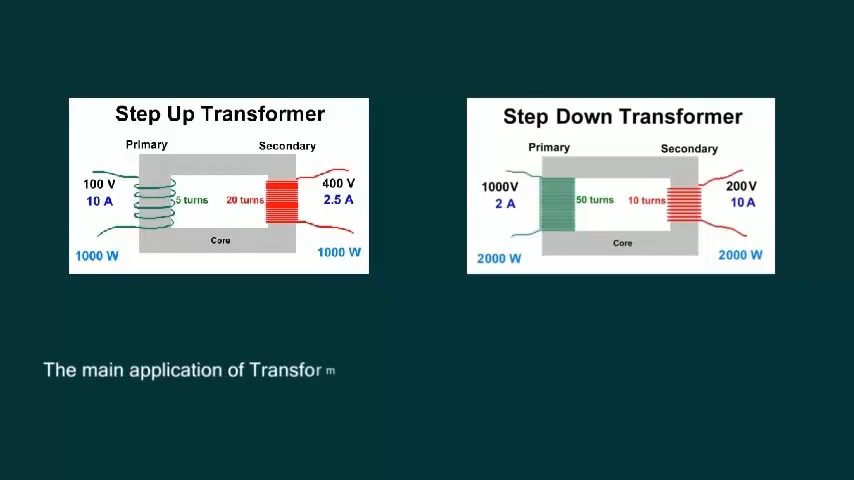 Step Up Transformer
Primary
Secondary
100 V
10 A
5 turns
20 turns
400 V
2.5 A
Core
1000 W
1000 W
Step Down Transformer
Primary
Secondary
1000V
2 A
50 turns
10 turns
200V
10 A
Core
2000 W
2000 W
The main application of Transform